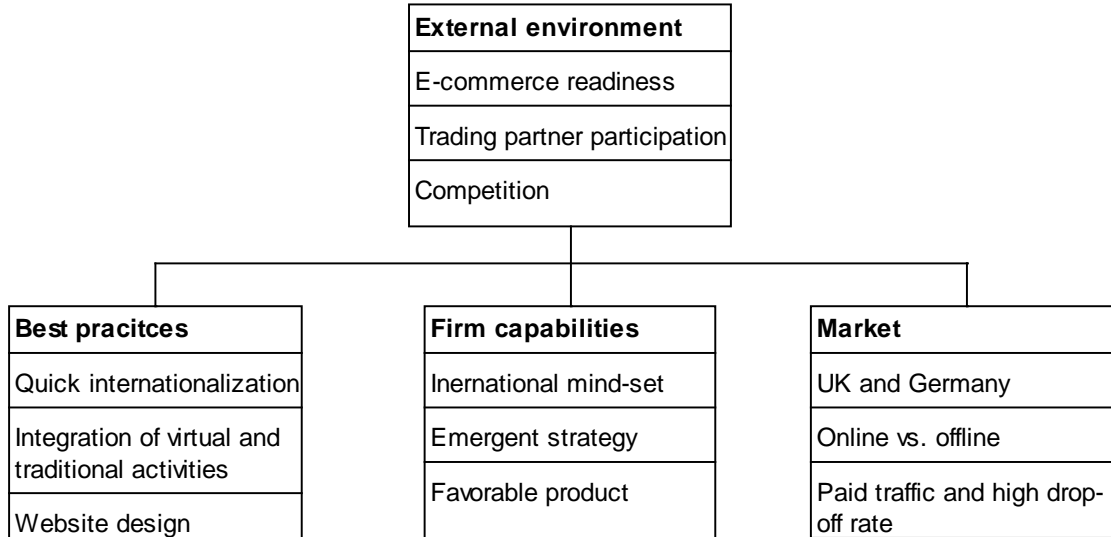 External environment
E-commerce readiness
Trading partner participation
Competition
Best pracitces
Quick internationalization
Integration of virtual and
traditional activities
Website design
Firm capabilities
Inernational mind-set
Emergent strategy
Favorable product
Market
UK and Germany
Online vs. offline
Paid traffic and high drop-
off rate